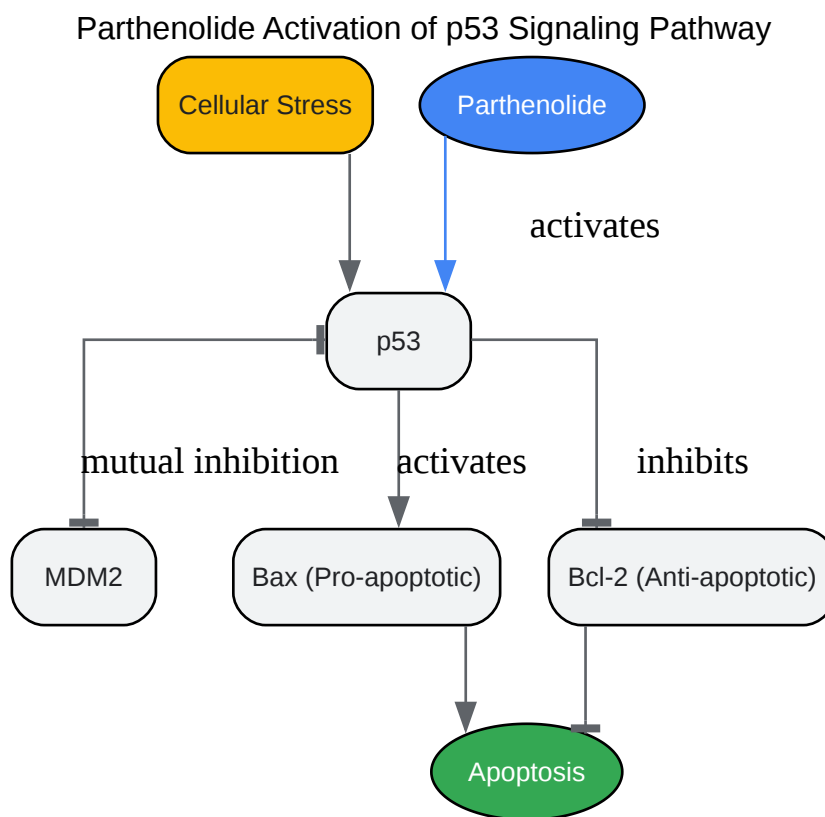 Parthenolide Activation of p53 Signaling Pathway
Cellular Stress
Parthenolide
activates
p53
mutual inhibition
activates
inhibits
MDM2
Bax (Pro-apoptotic)
Bcl-2 (Anti-apoptotic)
Apoptosis